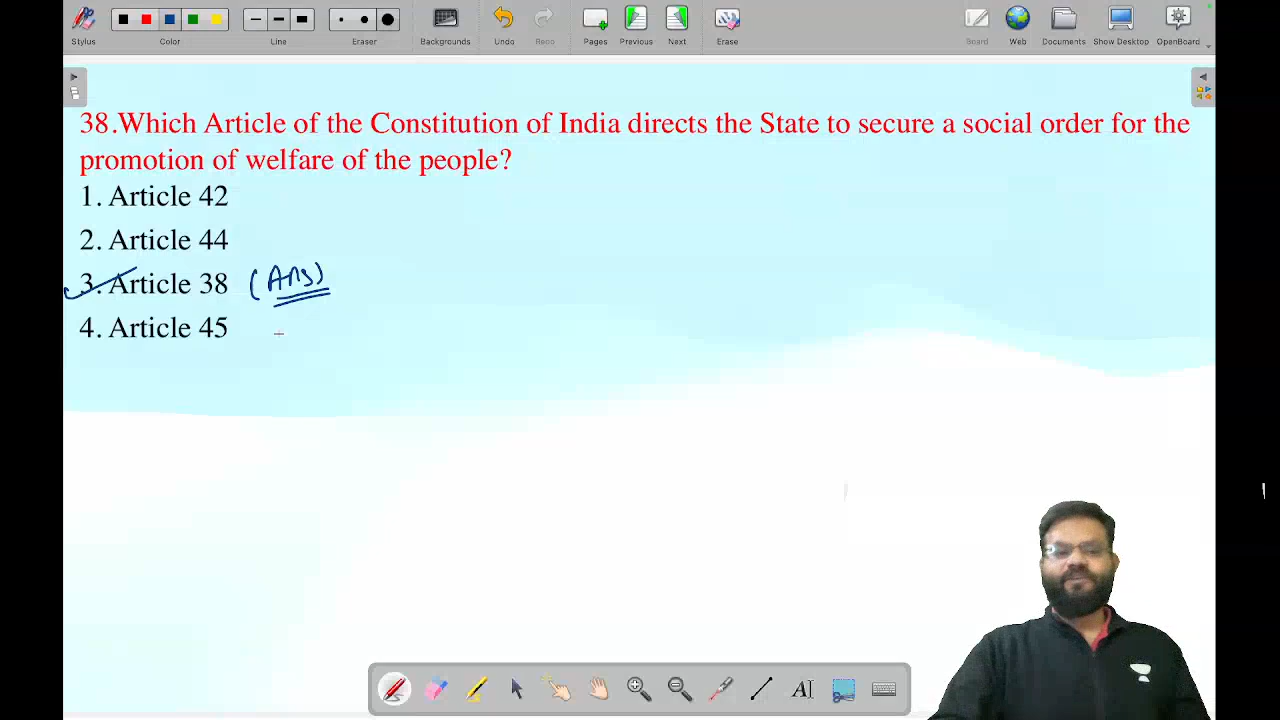 Stylus
Color
Line
Eraser
Backgrounds
Undo
Redo
Pages
Previous
Next
Erase
Board
Web
Documents
Show Desktop
OpenBoard
38.Which Article of the Constitution of India directs the State to secure a social order for the
promotion of welfare of the people?
1. Article 42
2. Article 44
3. Article 38 (Ans)
4. Article 45